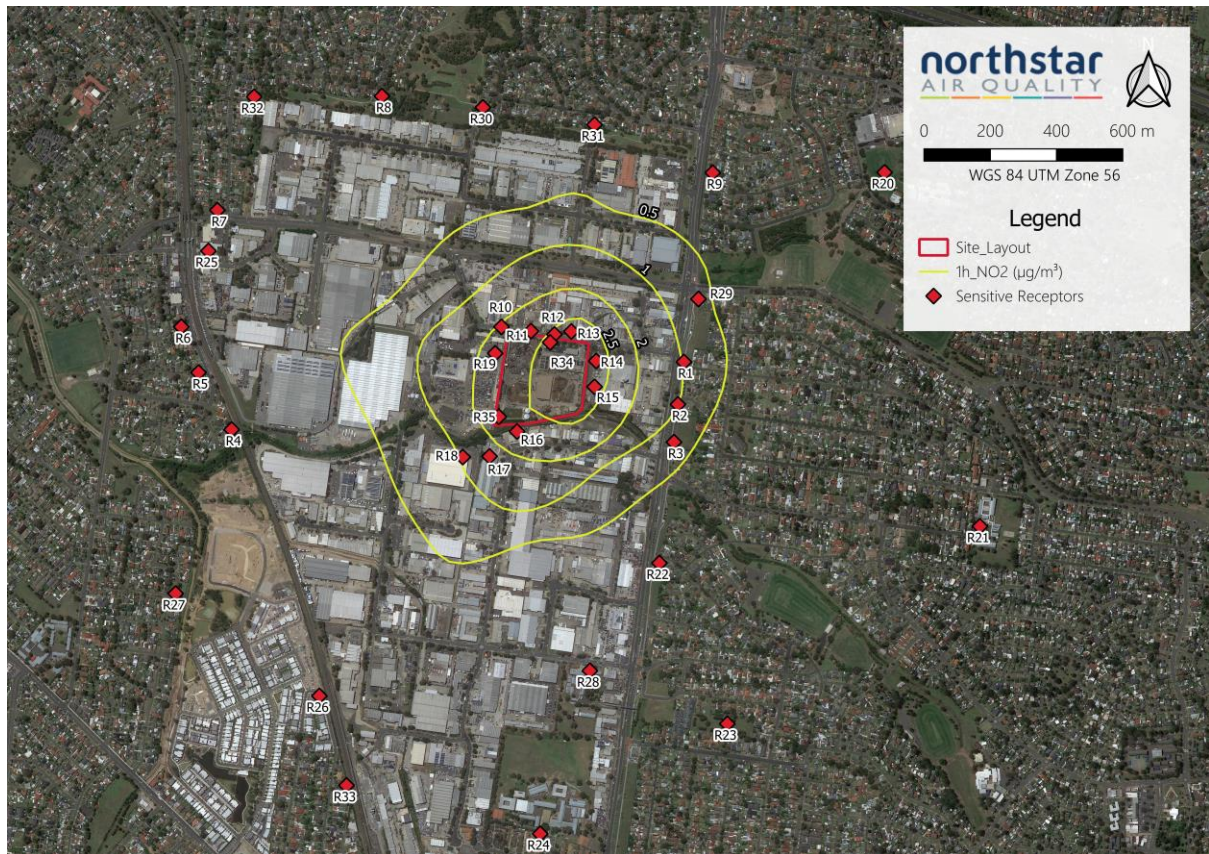 northstar
AIR QUALITY
N
0 200 400 600 m
WGS 84 UTM Zone 56
Legend
Site_Layout
1h_NO2 (µg/m³)
Sensitive Receptors
R32
R8
R30
R31
R9
R20
R7
0.5
R25
1
R29
R10
R6
R11
R12
R13
2.5
2
R34
R19
R14
R1
R5
R15
R2
R35
R4
R16
R3
R18
R17
R21
R22
R27
R28
R26
R23
R33
R24